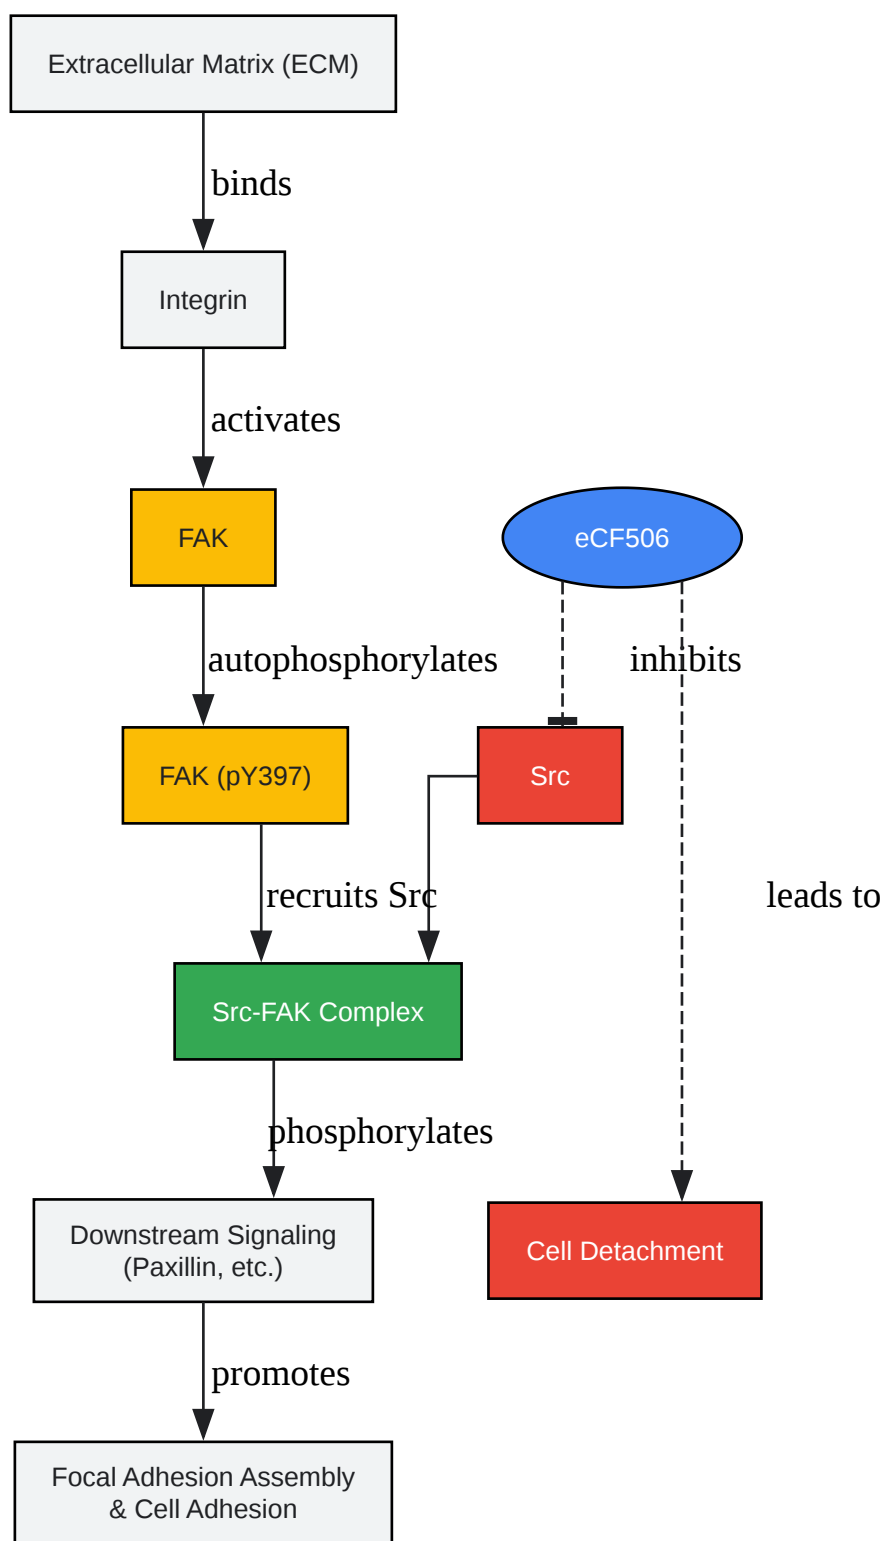 Extracellular Matrix (ECM)
binds
Integrin
activates
FAK
eCF506
autophosphorylates
inhibits
FAK (pY397)
Src
recruits Src
leads to
Src-FAK Complex
phosphorylates
Downstream Signaling
(Paxillin, etc.)
Cell Detachment
promotes
Focal Adhesion Assembly
& Cell Adhesion